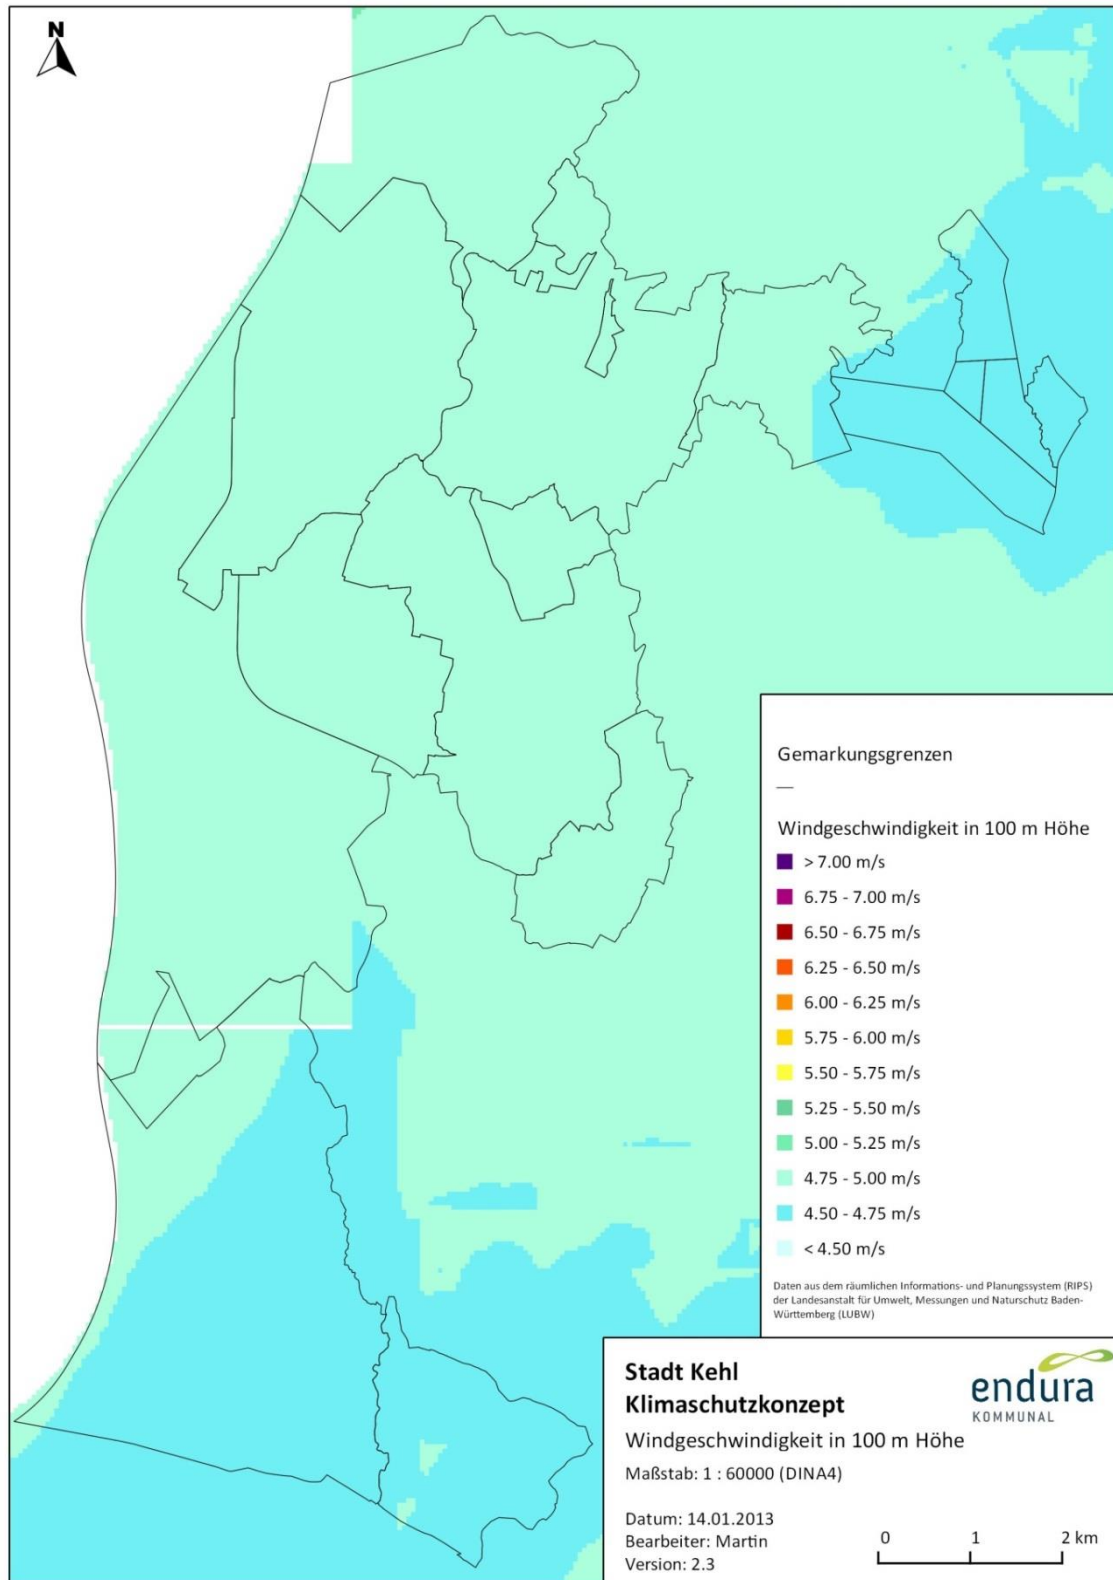 N
Gemarkungsgrenzen
Windgeschwindigkeit in 100 m Höhe
> 7.00 m/s
6.75 - 7.00 m/s
6.50 - 6.75 m/s
6.25 - 6.50 m/s
6.00 - 6.25 m/s
5.75 - 6.00 m/s
5.50 - 5.75 m/s
5.25 - 5.50 m/s
5.00 - 5.25 m/s
4.75 - 5.00 m/s
4.50 - 4.75 m/s
< 4.50 m/s
Daten aus dem räumlichen Informations- und Planungssystem (RIPS)
der Landesanstalt für Umwelt, Messungen und Naturschutz Baden-
Württemberg (LUBW)
Stadt Kehl
Klimaschutzkonzept
endura
KOMMUNAL
Windgeschwindigkeit in 100 m Höhe
Maßstab: 1 : 60000 (DINA4)
Datum: 14.01.2013
Bearbeiter: Martin
Version: 2.3
0 1 2 km